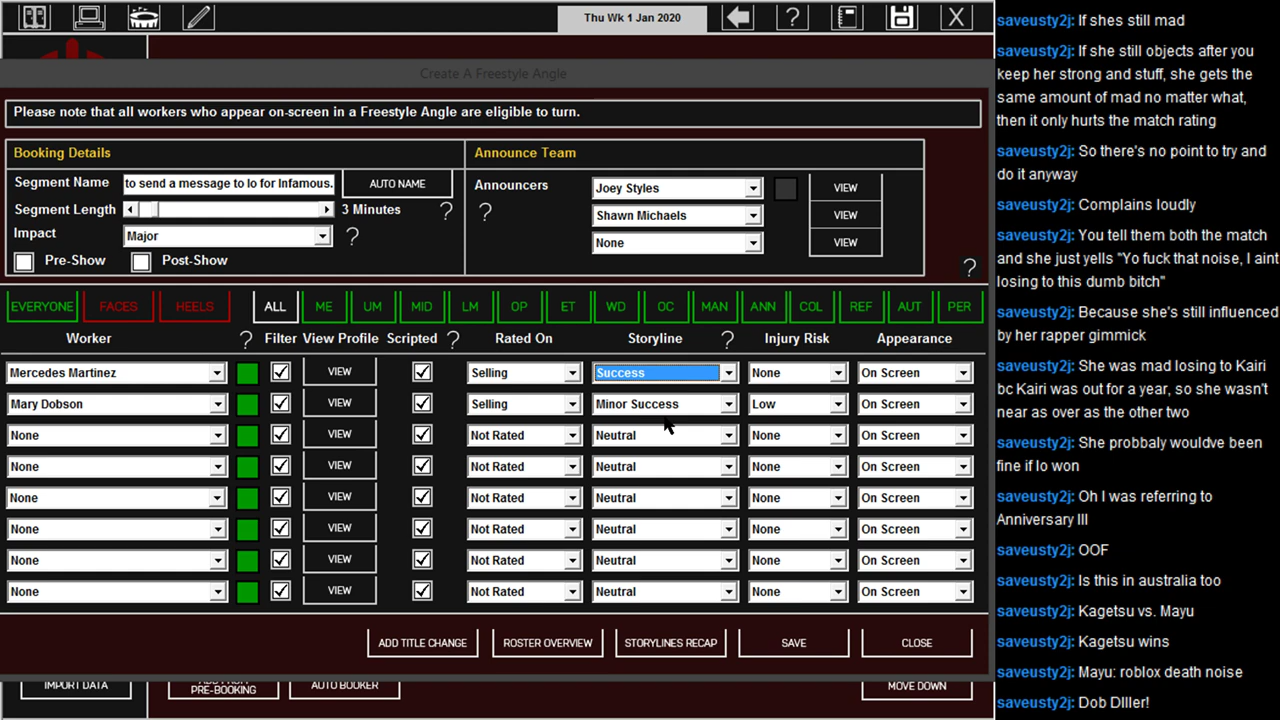 Thu Wk 1 Jan 2020
?
X
Create A Freestyle Angle
Please note that all workers who appear on-screen in a Freestyle Angle are eligible to turn.
Booking Details
Announce Team
Segment Name
to send a message to Io for Infamous.
AUTO NAME
Announcers
Joey Styles
VIEW
Segment Length
3 Minutes
?
?
Shawn Michaels
VIEW
Impact
Major
?
None
VIEW
Pre-Show
Post-Show
?
EVERYONE
FACES
HEELS
ALL
ME
UM
MID
LM
OP
ET
WD
OC
MAN
ANN
COL
REF
AUT
PER
Worker
?
Filter
View Profile
Scripted
?
Rated On
Storyline
?
Injury Risk
Appearance
Mercedes Martinez
VIEW
Selling
Success
None
On Screen
Mary Dobson
VIEW
Selling
Minor Success
Low
On Screen
None
VIEW
Not Rated
Neutral
None
On Screen
None
VIEW
Not Rated
Neutral
None
On Screen
None
VIEW
Not Rated
Neutral
None
On Screen
None
VIEW
Not Rated
Neutral
None
On Screen
None
VIEW
Not Rated
Neutral
None
On Screen
None
VIEW
Not Rated
Neutral
None
On Screen
ADD TITLE CHANGE
ROSTER OVERVIEW
STORYLINES RECAP
SAVE
CLOSE
IMPORT DATA
PRE-BOOKING
AUTO BOOKER
MOVE DOWN
saveusty2j: If shes still mad
saveusty2j: If she still objects after you
keep her strong and stuff, she gets the
same amount of mad no matter what,
then it only hurts the match rating
saveusty2j: So there's no point to try and
do it anyway
saveusty2j: Complains loudly
saveusty2j: You tell them both the match
and she just yells "Yo fuck that noise, I aint
losing to this dumb bitch"
saveusty2j: Because she's still influenced
by her rapper gimmick
saveusty2j: She was mad losing to Kairi
bc Kairi was out for a year, so she wasn't
near as over as the other two
saveusty2j: She probbaly wouldve been
fine if Io won
saveusty2j: Oh I was referring to
Anniversary III
saveusty2j: OOF
saveusty2j: Is this in australia too
saveusty2j: Kagetsu vs. Mayu
saveusty2j: Kagetsu wins
saveusty2j: Mayu: roblox death noise
saveusty2j: Dob DIller!